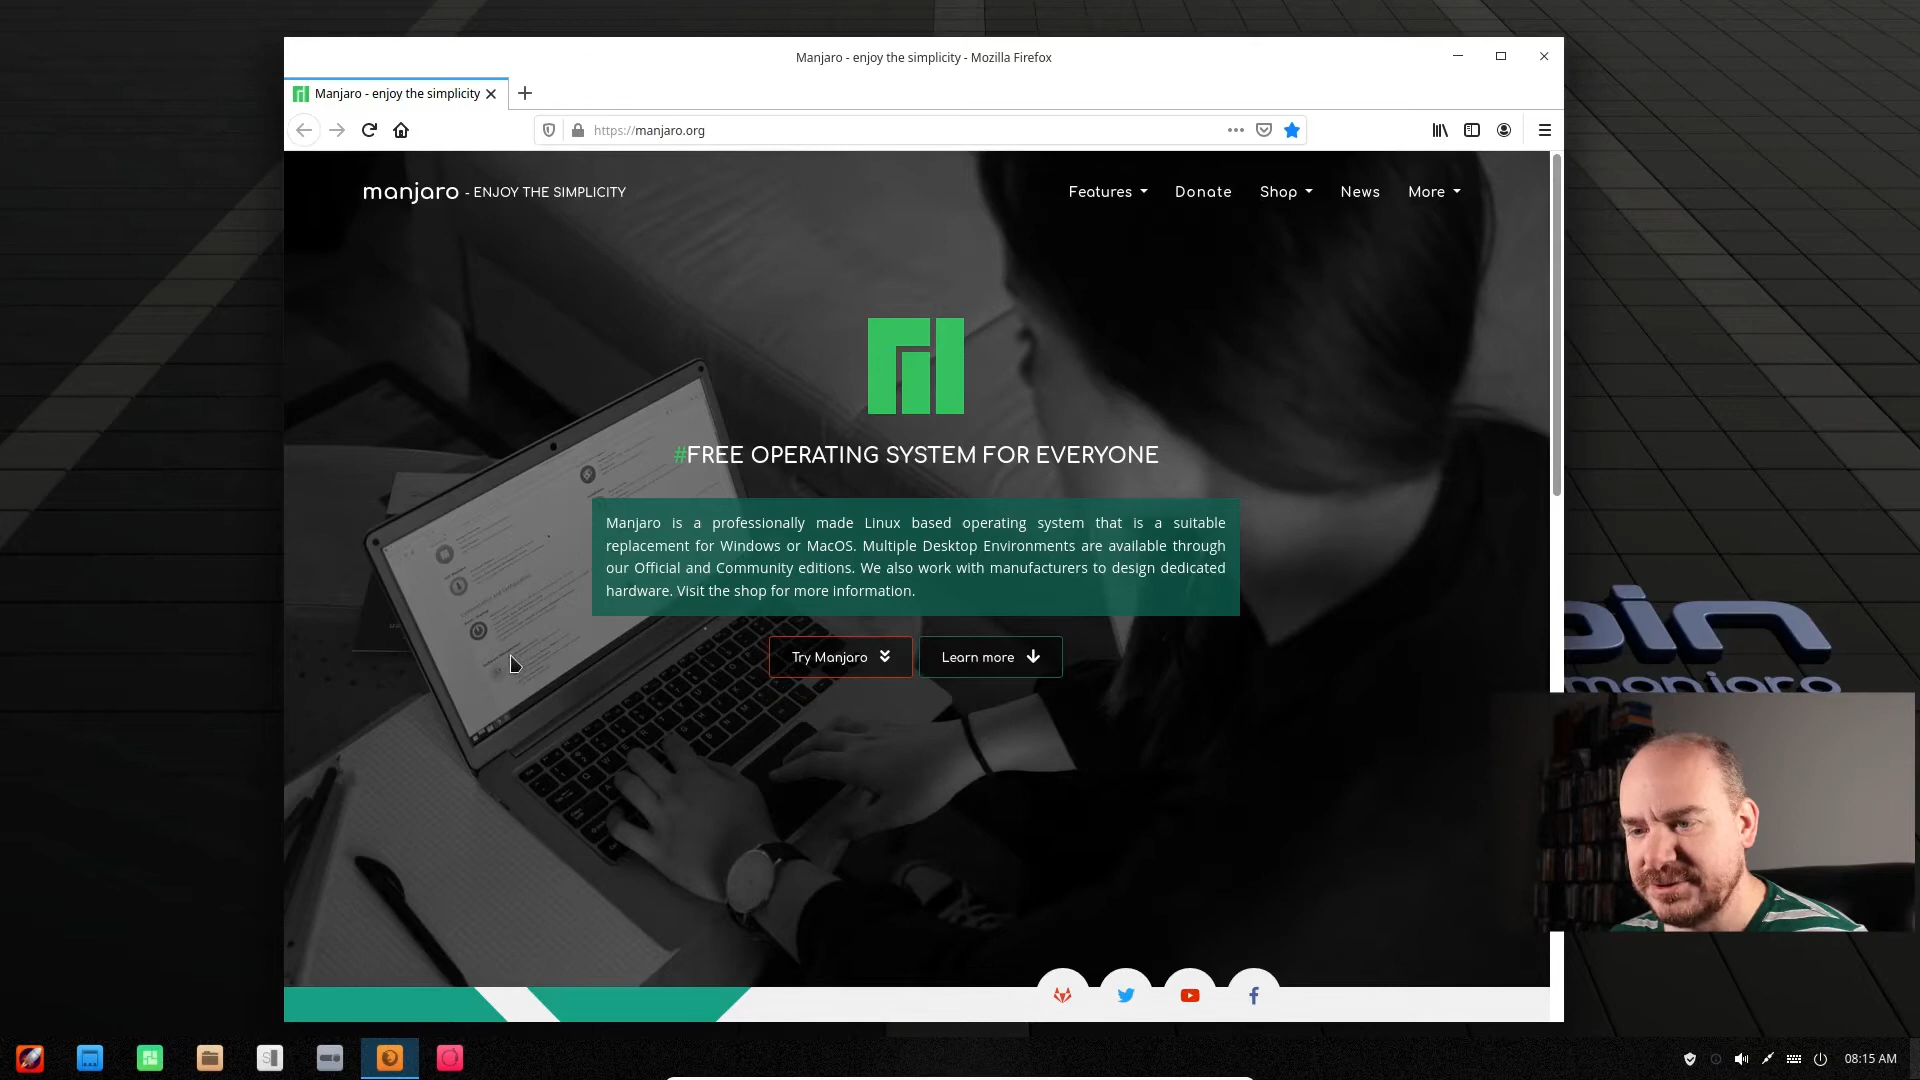 Manjaro - enjoy the simplicity - Mozilla Firefox
Manjaro - enjoy the simplicity
https://manjaro.org
manjaro - ENJOY THE SIMPLICITY
Features
Donate
Shop
News
More
#FREE OPERATING SYSTEM FOR EVERYONE
Manjaro is a professionally made Linux based operating system that is a suitable
replacement for Windows or MacOS. Multiple Desktop Environments are available through
our Official and Community editions. We also work with manufacturers to design dedicated
hardware. Visit the shop for more information.
Try Manjaro
Learn more
manjaro
08:15 AM